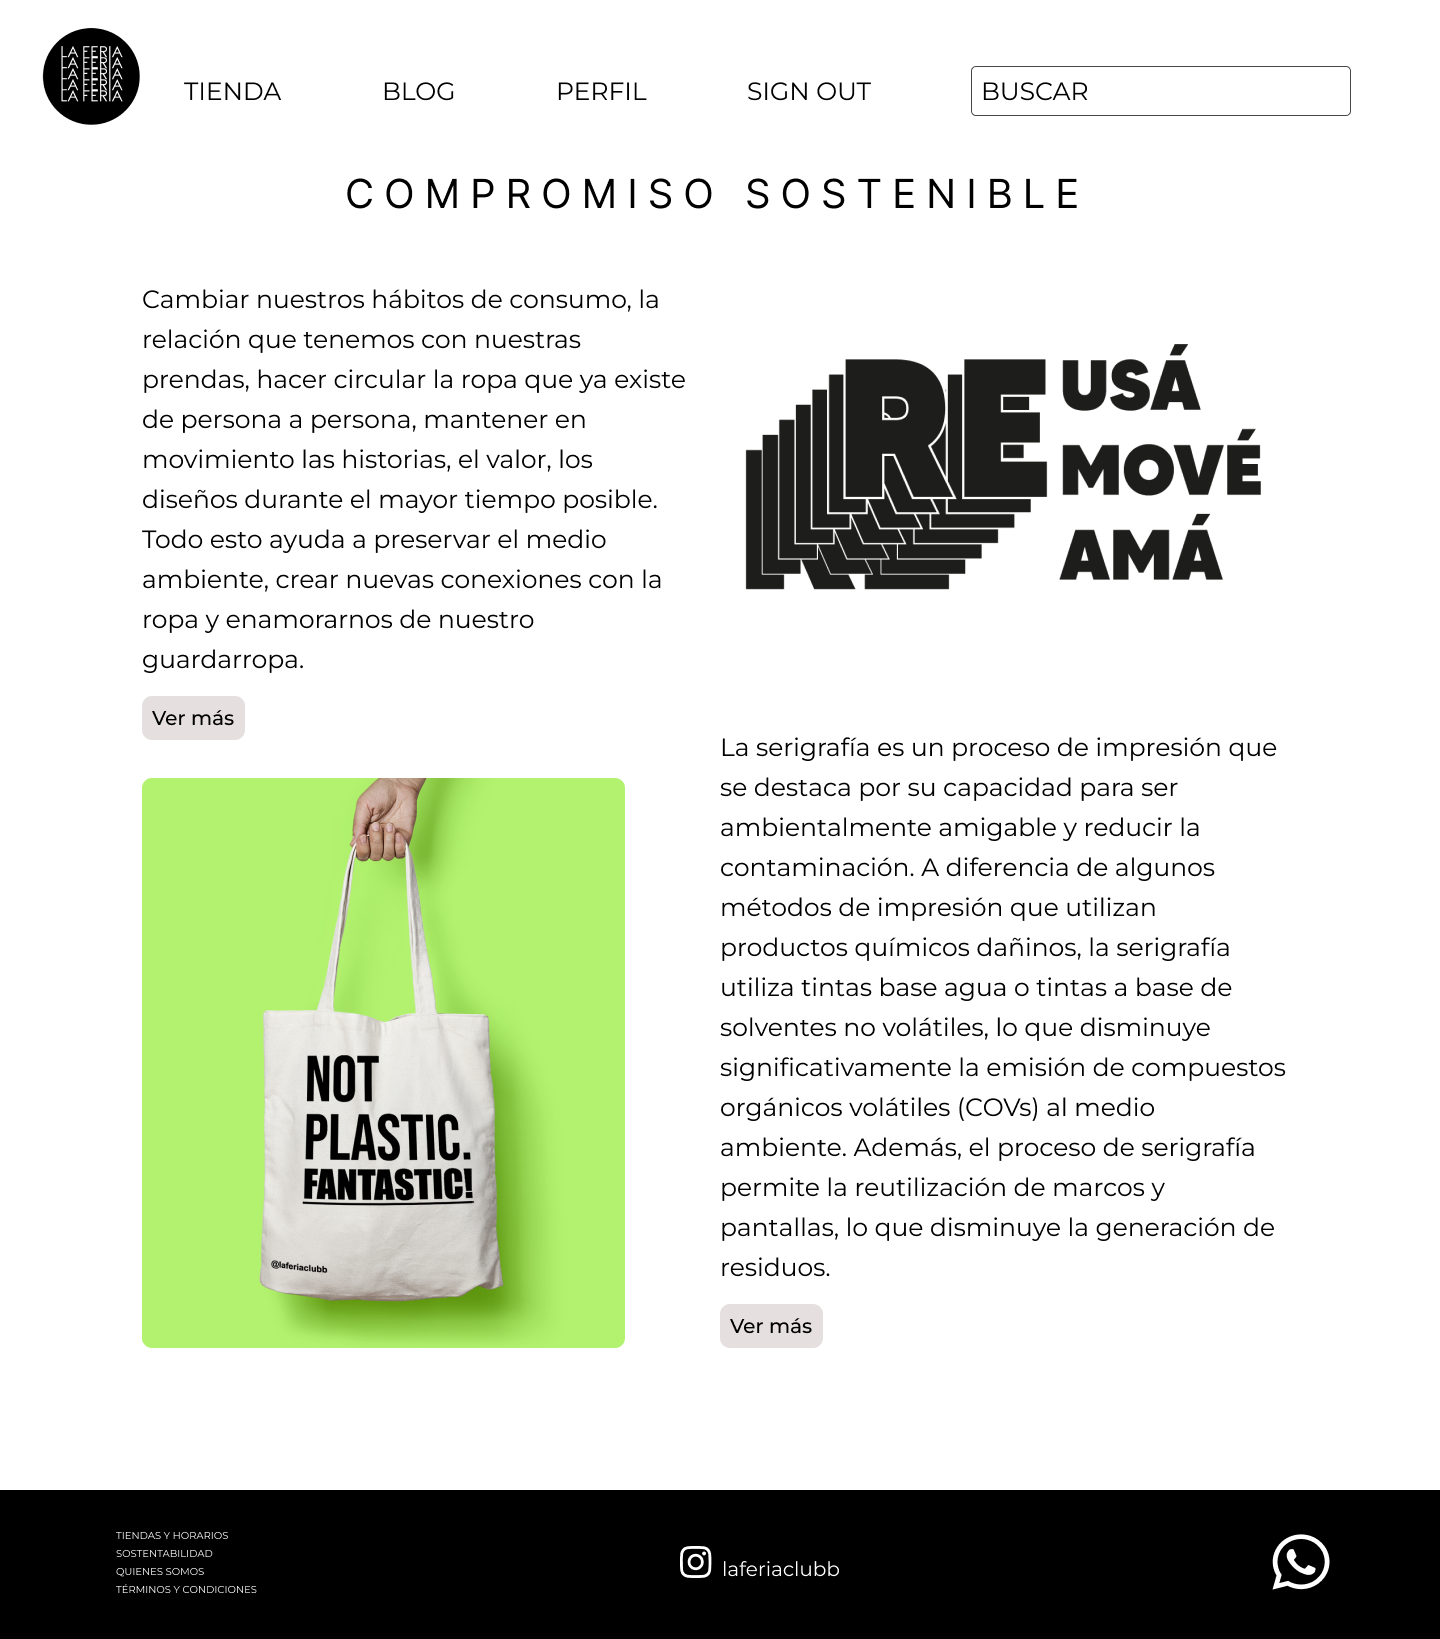 LA FERIA
LA FERIA
LA FERIA
LA FERIA
LA FERIA
TIENDA
BLOG
PERFIL
SIGN OUT
BUSCAR
COMPROMISO SOSTENIBLE
Cambiar nuestros hábitos de consumo, la
relación que tenemos con nuestras
prendas, hacer circular la ropa que ya existe
de persona a persona, mantener en
movimiento las historias, el valor, los
diseños durante el mayor tiempo posible.
Todo esto ayuda a preservar el medio
ambiente, crear nuevas conexiones con la
ropa y enamorarnos de nuestro
guardarropa.
Ver más
RE USÁ
MOVÉ
AMÁ
NOT
PLASTIC.
FANTASTIC!
@laferiaclubb
La serigrafía es un proceso de impresión que
se destaca por su capacidad para ser
ambientalmente amigable y reducir la
contaminación. A diferencia de algunos
métodos de impresión que utilizan
productos químicos dañinos, la serigrafía
utiliza tintas base agua o tintas a base de
solventes no volátiles, lo que disminuye
significativamente la emisión de compuestos
orgánicos volátiles (COVs) al medio
ambiente. Además, el proceso de serigrafía
permite la reutilización de marcos y
pantallas, lo que disminuye la generación de
residuos.
Ver más
TIENDAS Y HORARIOS
SOSTENTABILIDAD
QUIENES SOMOS
TÉRMINOS Y CONDICIONES
laferiaclubb